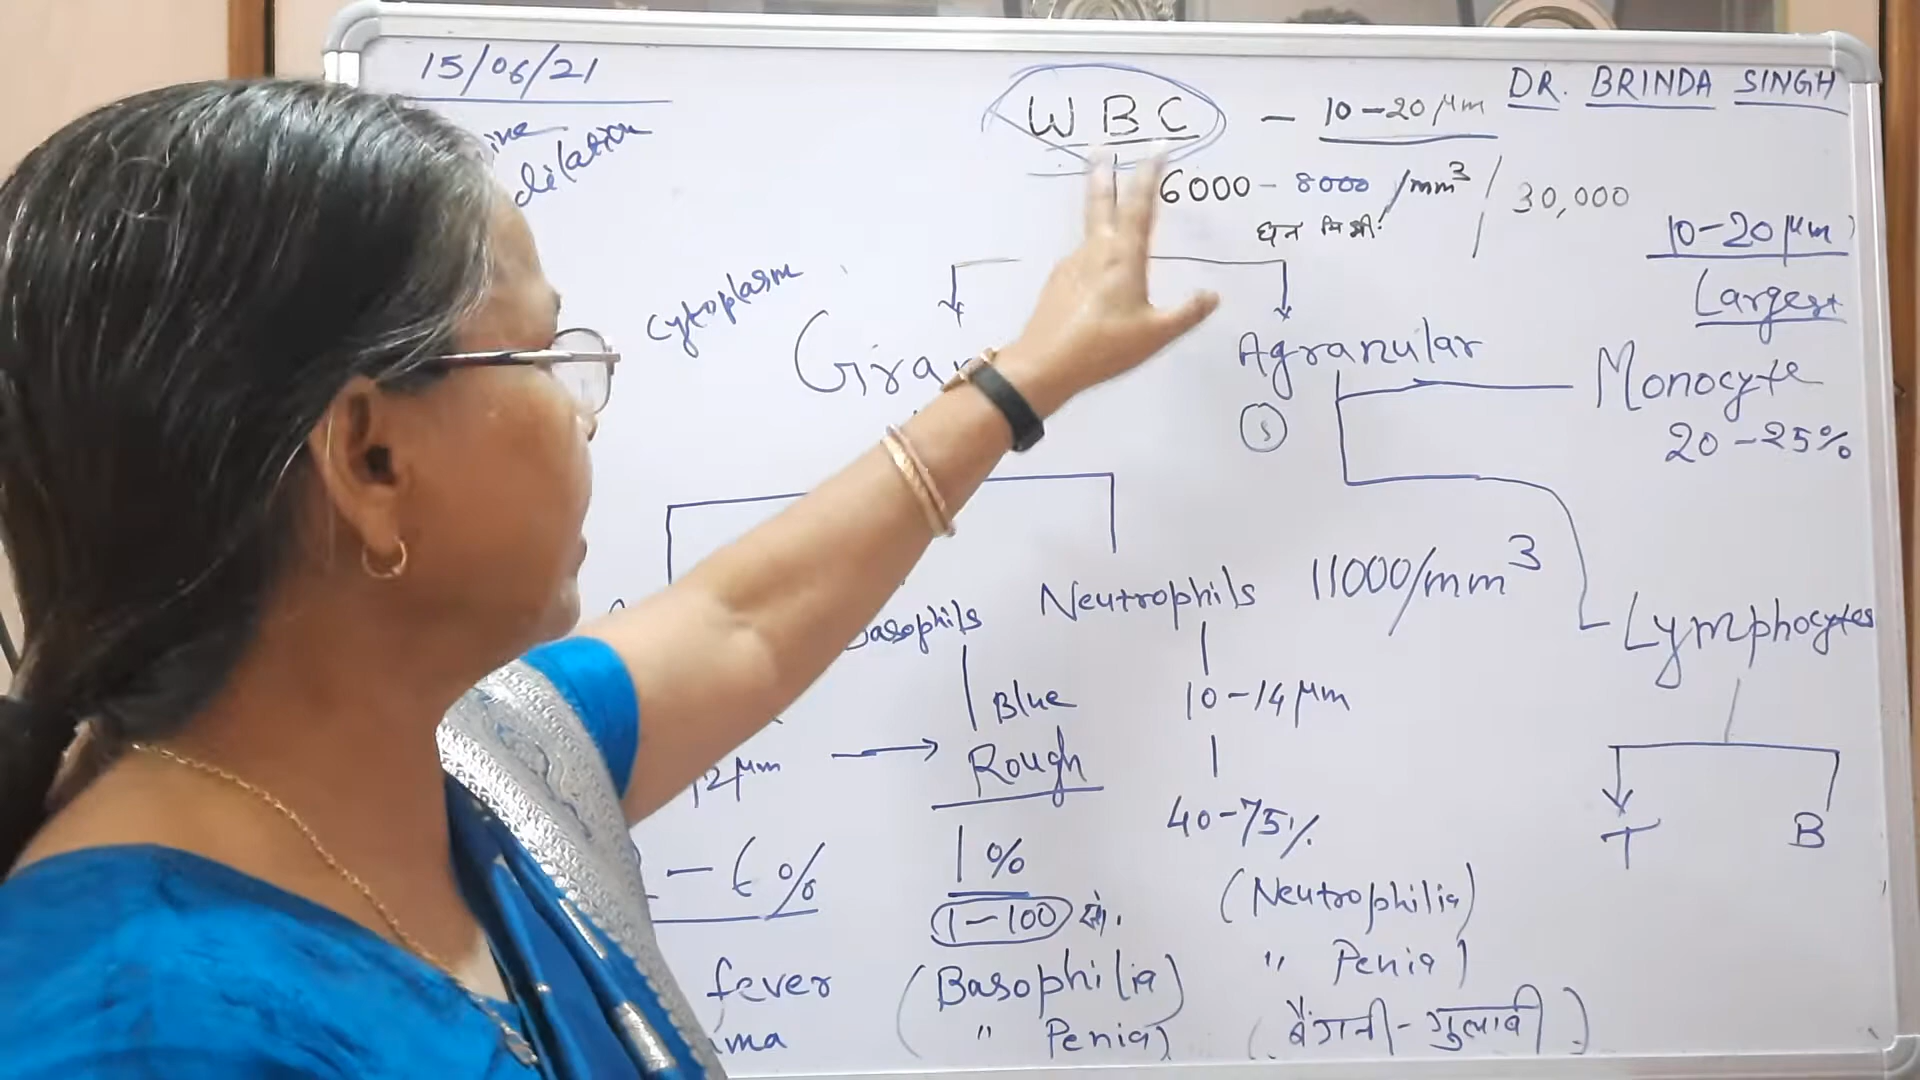 15/06/21
DR. BRINDA SINGH
WBC – 10–20 µm
dilation
6000 – 8000 /mm³ / 30,000
घन मिमी.
10–20 µm
Largest
Cytoplasm
Agranular
Monocyte
20–25%
Neutrophils 11000/mm³
Lymphocytes
Blue
10–14 µm
Rough
40–75%
T B
1%
1–100
(Neutrophilia)
fever
(Basophilia)
" Penia)
" Penia)
(बैंगनी-गुलाबी)